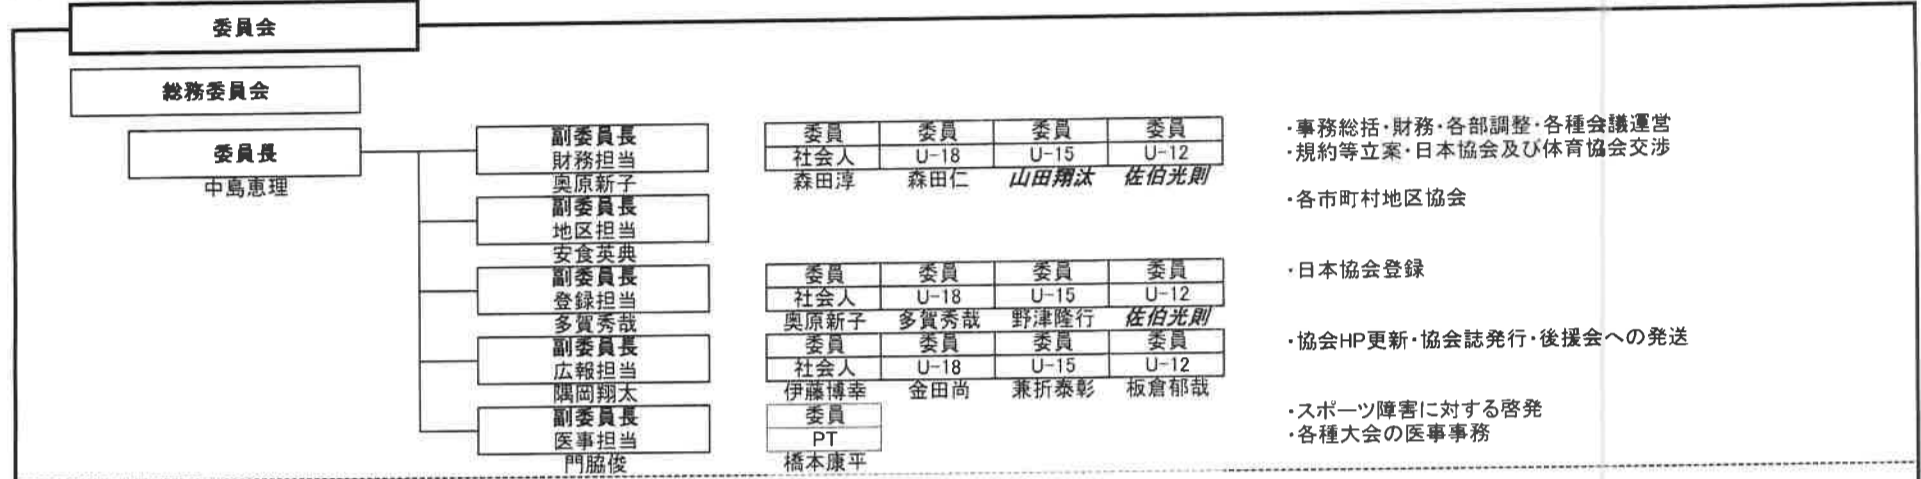 委員会
総務委員会
委員長
中島恵理
副委員長
財務担当
奥原新子
委員 委員 委員 委員
社会人 U-18 U-15 U-12
森田淳 森田仁 山田翔汰 佐伯光則
・事務総括・財務・各部調整・各種会議運営
・規約等立案・日本協会及び体育協会交渉
副委員長
地区担当
安食英典
・各市町村地区協会
副委員長
登録担当
多賀秀哉
委員 委員 委員 委員
社会人 U-18 U-15 U-12
奥原新子 多賀秀哉 野津隆行 佐伯光則
・日本協会登録
副委員長
広報担当
隅岡翔太
委員 委員 委員 委員
社会人 U-18 U-15 U-12
伊藤博幸 金田尚 兼折泰彰 板倉郁哉
・協会HP更新・協会誌発行・後援会への発送
副委員長
医事担当
門脇俊
委員
PT
橋本康平
・スポーツ障害に対する啓発
・各種大会の医事事務